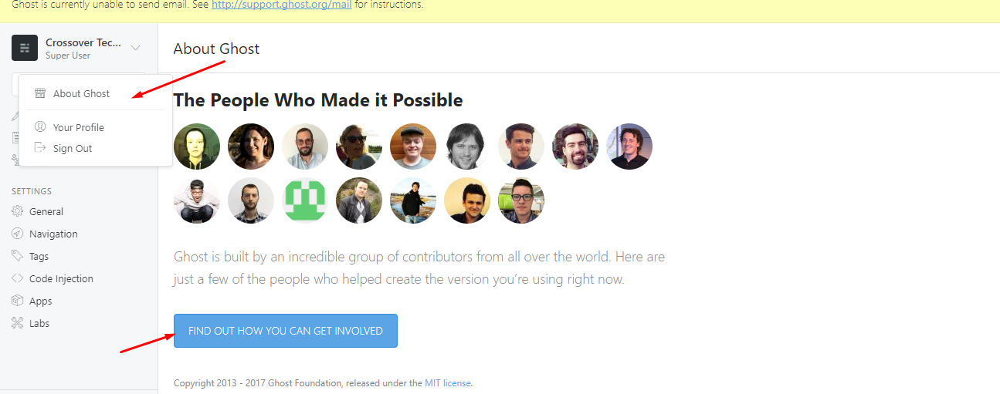 Ghost is currently unable to send email. See http://support.ghost.org/mail for instructions.
Crossover Tec...
Super User
About Ghost
Your Profile
Sign Out
SETTINGS
General
Navigation
Tags
Code Injection
Apps
Labs
About Ghost
The People Who Made it Possible
Ghost is built by an incredible group of contributors from all over the world. Here are
just a few of the people who helped create the version you’re using right now.
FIND OUT HOW YOU CAN GET INVOLVED
Copyright 2013 - 2017 Ghost Foundation, released under the MIT license.